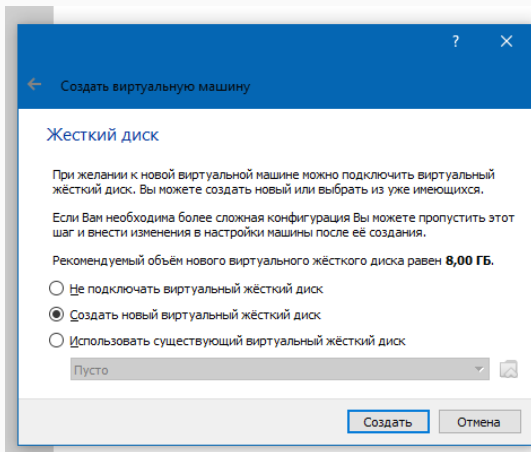 ?
Создать виртуальную машину
Жесткий диск
При желании к новой виртуальной машине можно подключить виртуальный
жёсткий диск. Вы можете создать новый или выбрать из уже имеющихся.
Если Вам необходима более сложная конфигурация Вы можете пропустить этот
шаг и внести изменения в настройки машины после её создания.
Рекомендуемый объём нового виртуального жёсткого диска равен 8,00 ГБ.
Не подключать виртуальный жёсткий диск
Создать новый виртуальный жёсткий диск
Использовать существующий виртуальный жёсткий диск
Пусто
Создать Отмена